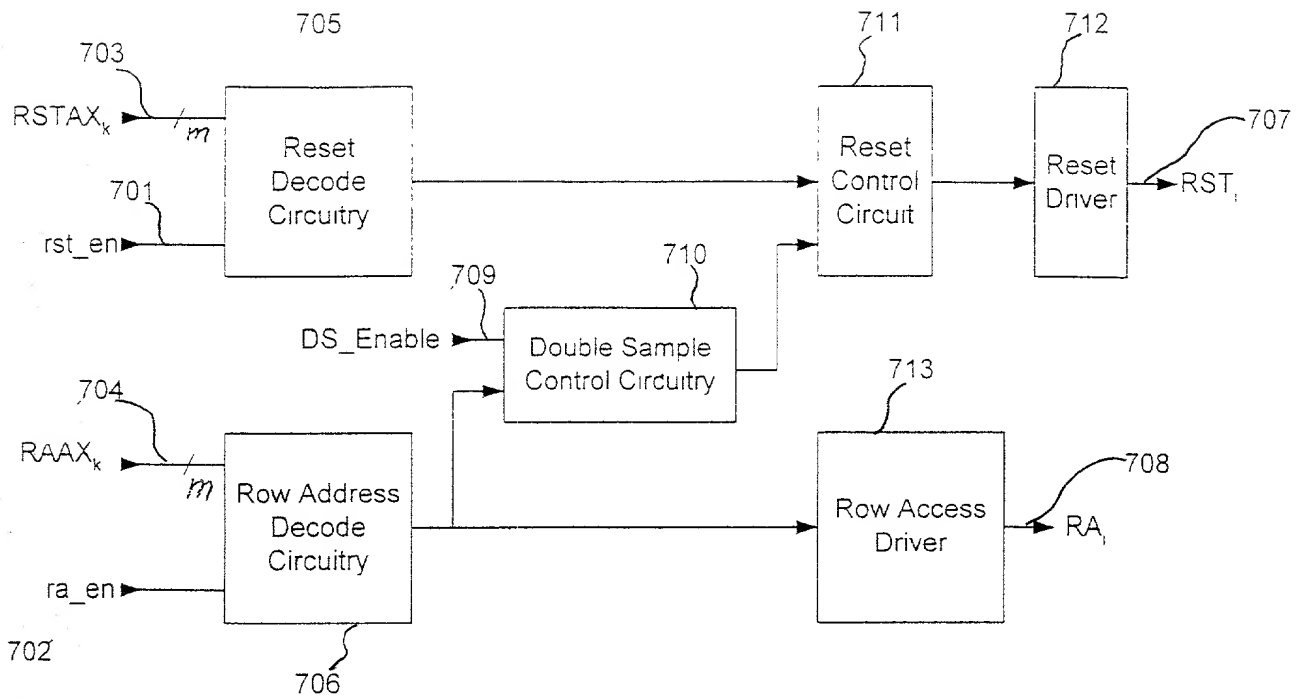 705
711
712
703
RSTAXk
m
Reset
Decode
Circuitry
Reset
Control
Circuit
Reset
Driver
707
RSTi
701
rst_en
710
709
DS_Enable
Double Sample
Control Circuitry
713
704
RAAXk
m
Row Address
Decode
Circuitry
Row Access
Driver
708
RAi
ra_en
702
706